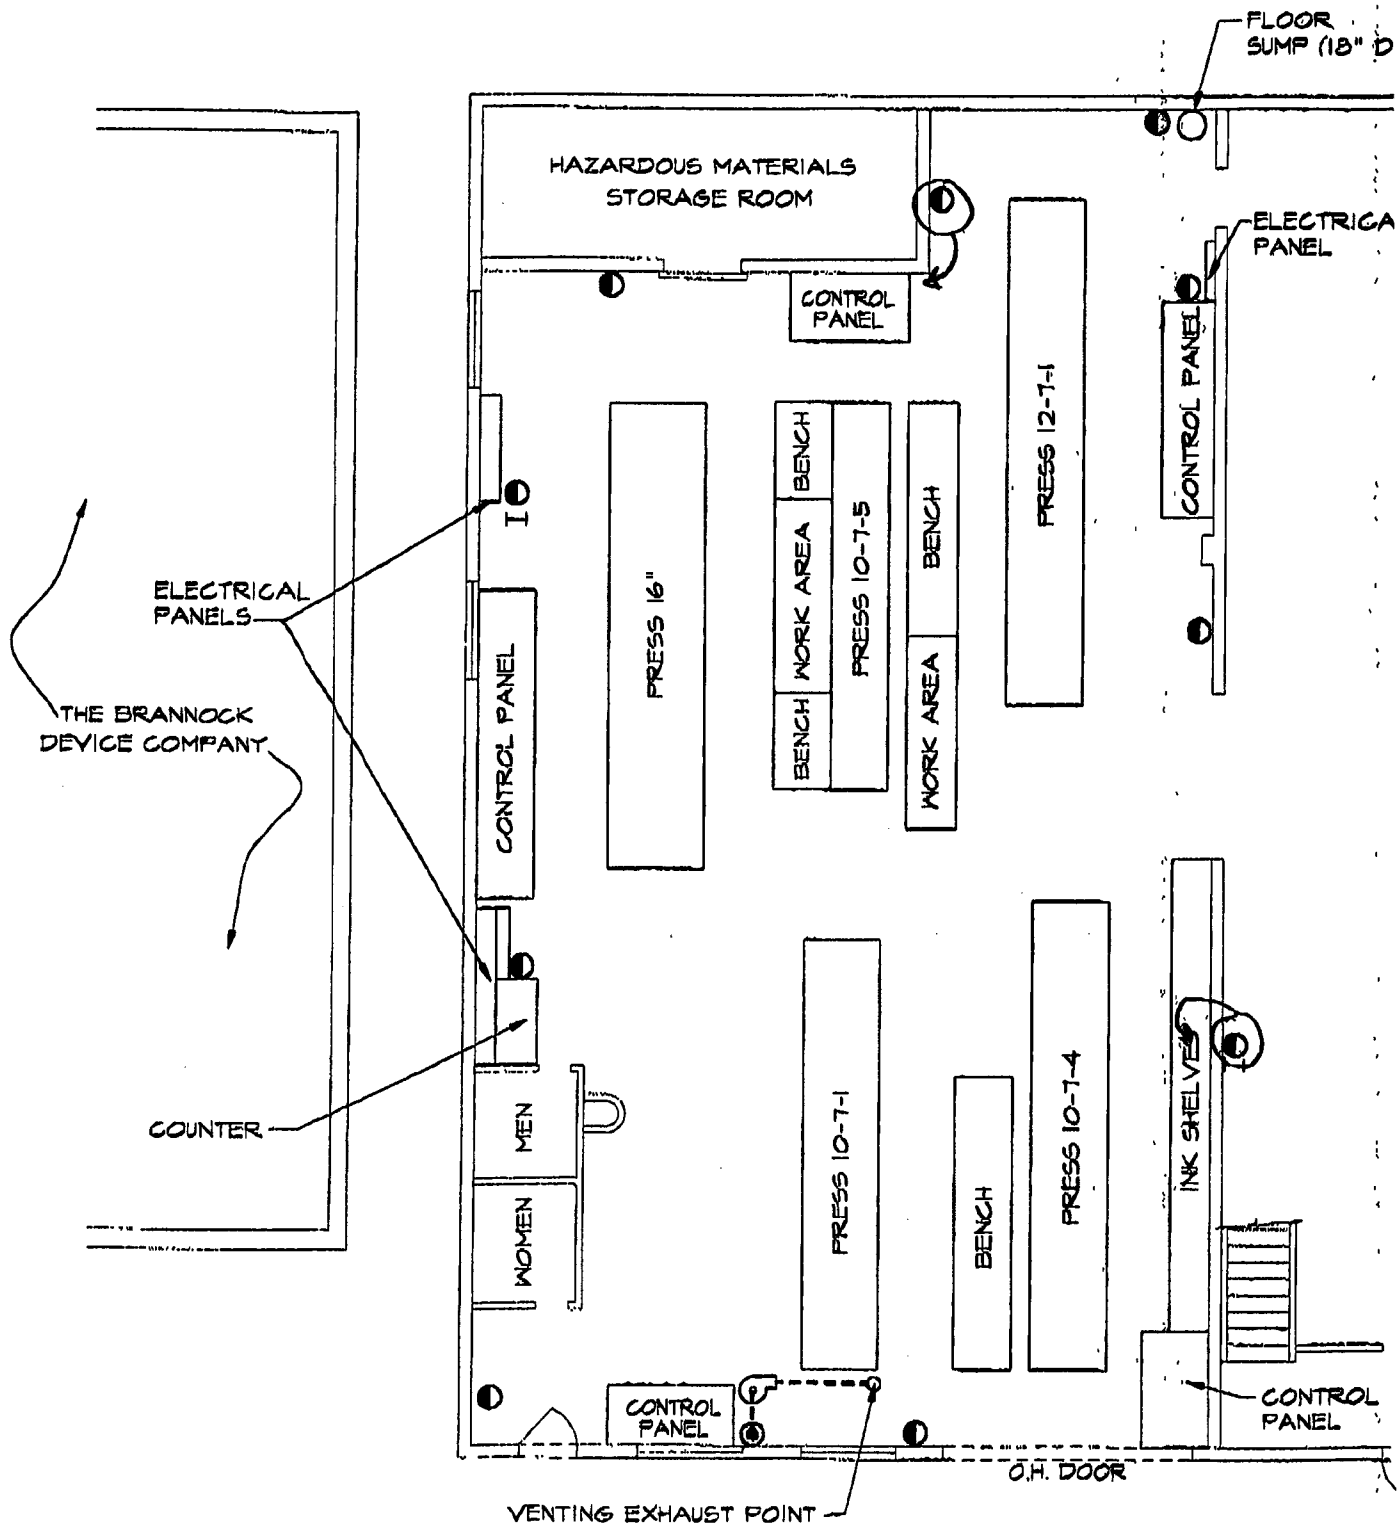 FLOOR
SUMP (18" D
HAZARDOUS MATERIALS
STORAGE ROOM
ELECTRICA
PANEL
CONTROL
PANEL
CONTROL PANEL
PRESS 12-7-1
BENCH
PRESS 10-7-5
BENCH
WORK AREA
PRESS 16"
I
ELECTRICAL
PANELS
CONTROL PANEL
WORK AREA
BENCH
THE BRANNOCK
DEVICE COMPANY
COUNTER
MEN
WOMEN
PRESS 10-7-1
BENCH
PRESS 10-7-4
INK SHELVES
CONTROL
PANEL
CONTROL
PANEL
O.H. DOOR
VENTING EXHAUST POINT